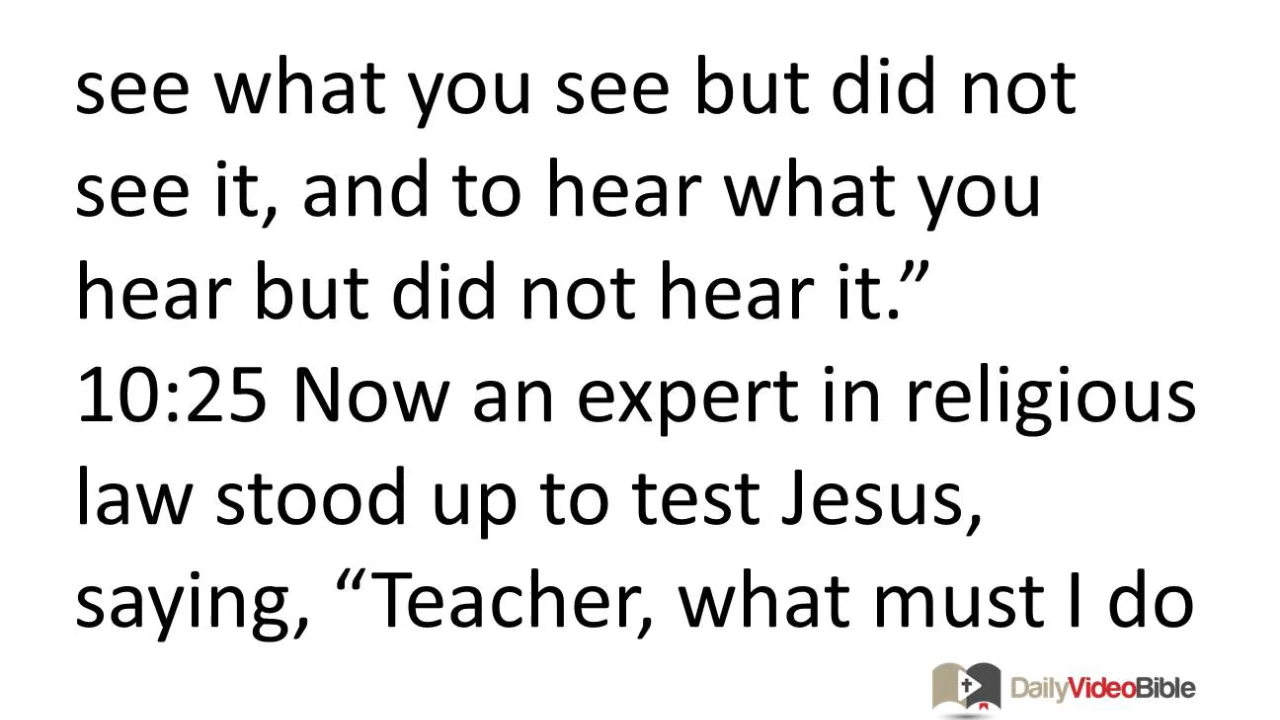 see what you see but did not
see it, and to hear what you
hear but did not hear it.”
10:25 Now an expert in religious
law stood up to test Jesus,
saying, “Teacher, what must I do
DailyVideoBible